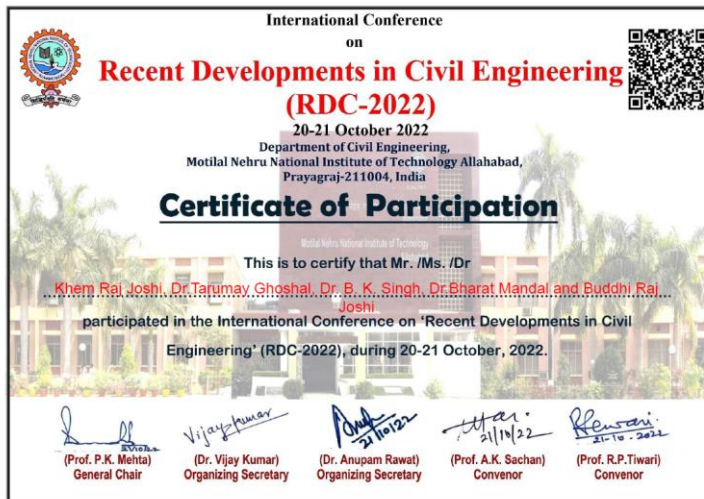 International Conference
on
Recent Developments in Civil Engineering
(RDC-2022)
20-21 October 2022
Department of Civil Engineering,
Motilal Nehru National Institute of Technology Allahabad,
Prayagraj-211004, India
Certificate of Participation
Motilal Nehru National Institute of Technology
This is to certify that Mr. /Ms. /Dr
Khem Raj Joshi, Dr.Tarumay Ghoshal, Dr. B. K. Singh, Dr.Bharat Mandal and Buddhi Raj
Joshi
participated in the International Conference on ‘Recent Developments in Civil
Engineering’ (RDC-2022), during 20-21 October, 2022.
Vijay Kumar
21/10/22
21/10/22
21-10-2022
(Prof. P.K. Mehta) (Dr. Vijay Kumar) (Dr. Anupam Rawat) (Prof. A.K. Sachan) (Prof. R.P.Tiwari)
General Chair Organizing Secretary Organizing Secretary Convenor Convenor